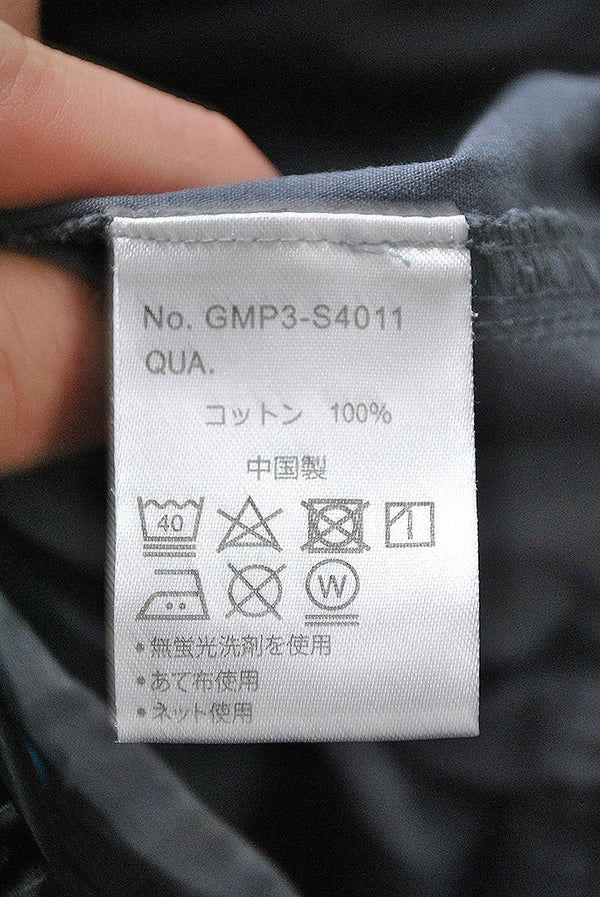 No. GMP3-S4011
QUA.
コットン 100%
中国製
40
W
•無蛍光洗剤を使用
•あて布使用
•ネット使用